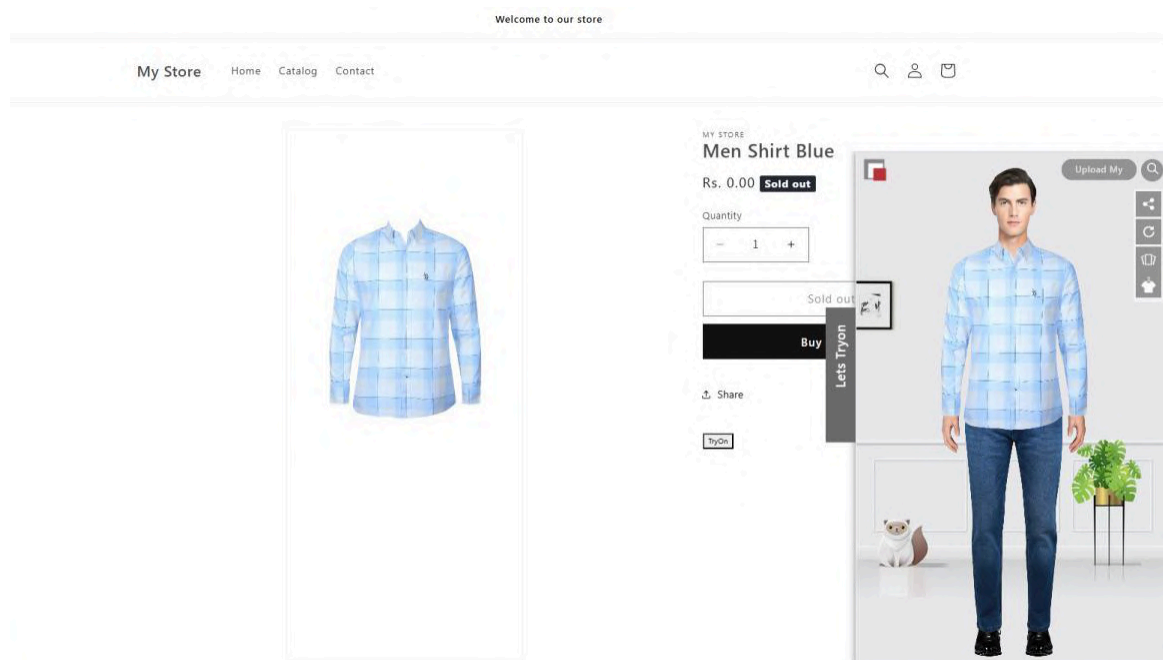 Welcome to our store
My Store
Home Catalog Contact
MY STORE
Men Shirt Blue
Rs. 0.00 Sold out
Quantity
− 1 +
Sold out
Buy
Share
TryOn
Lets Tryon
Upload My